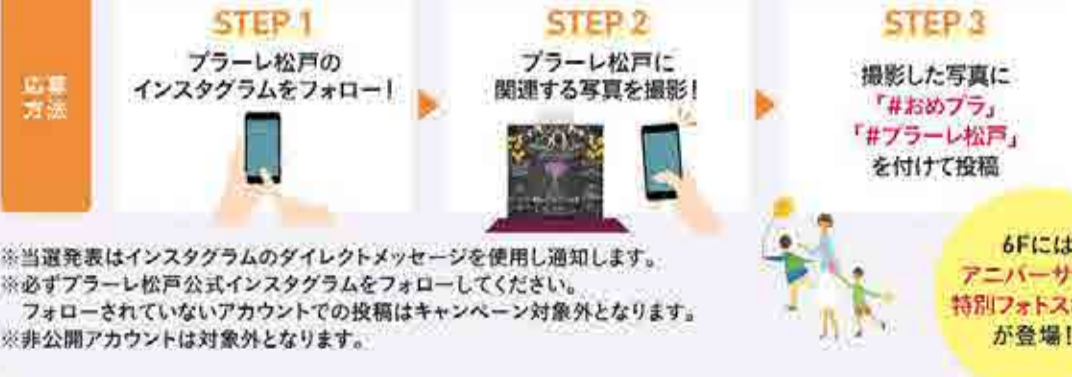 応募
方法
STEP 1
プラーレ松戸の
インスタグラムをフォロー!
STEP 2
プラーレ松戸に
関連する写真を撮影!
STEP 3
撮影した写真に
「#おめプラ」
「#プラーレ松戸」
を付けて投稿
※当選発表はインスタグラムのダイレクトメッセージを使用し通知します。
※必ずプラーレ松戸公式インスタグラムをフォローしてください。
フォローされていないアカウントでの投稿はキャンペーン対象外となります。
※非公開アカウントは対象外となります。
6Fには
アニバーサ
特別フォトス
が登場!